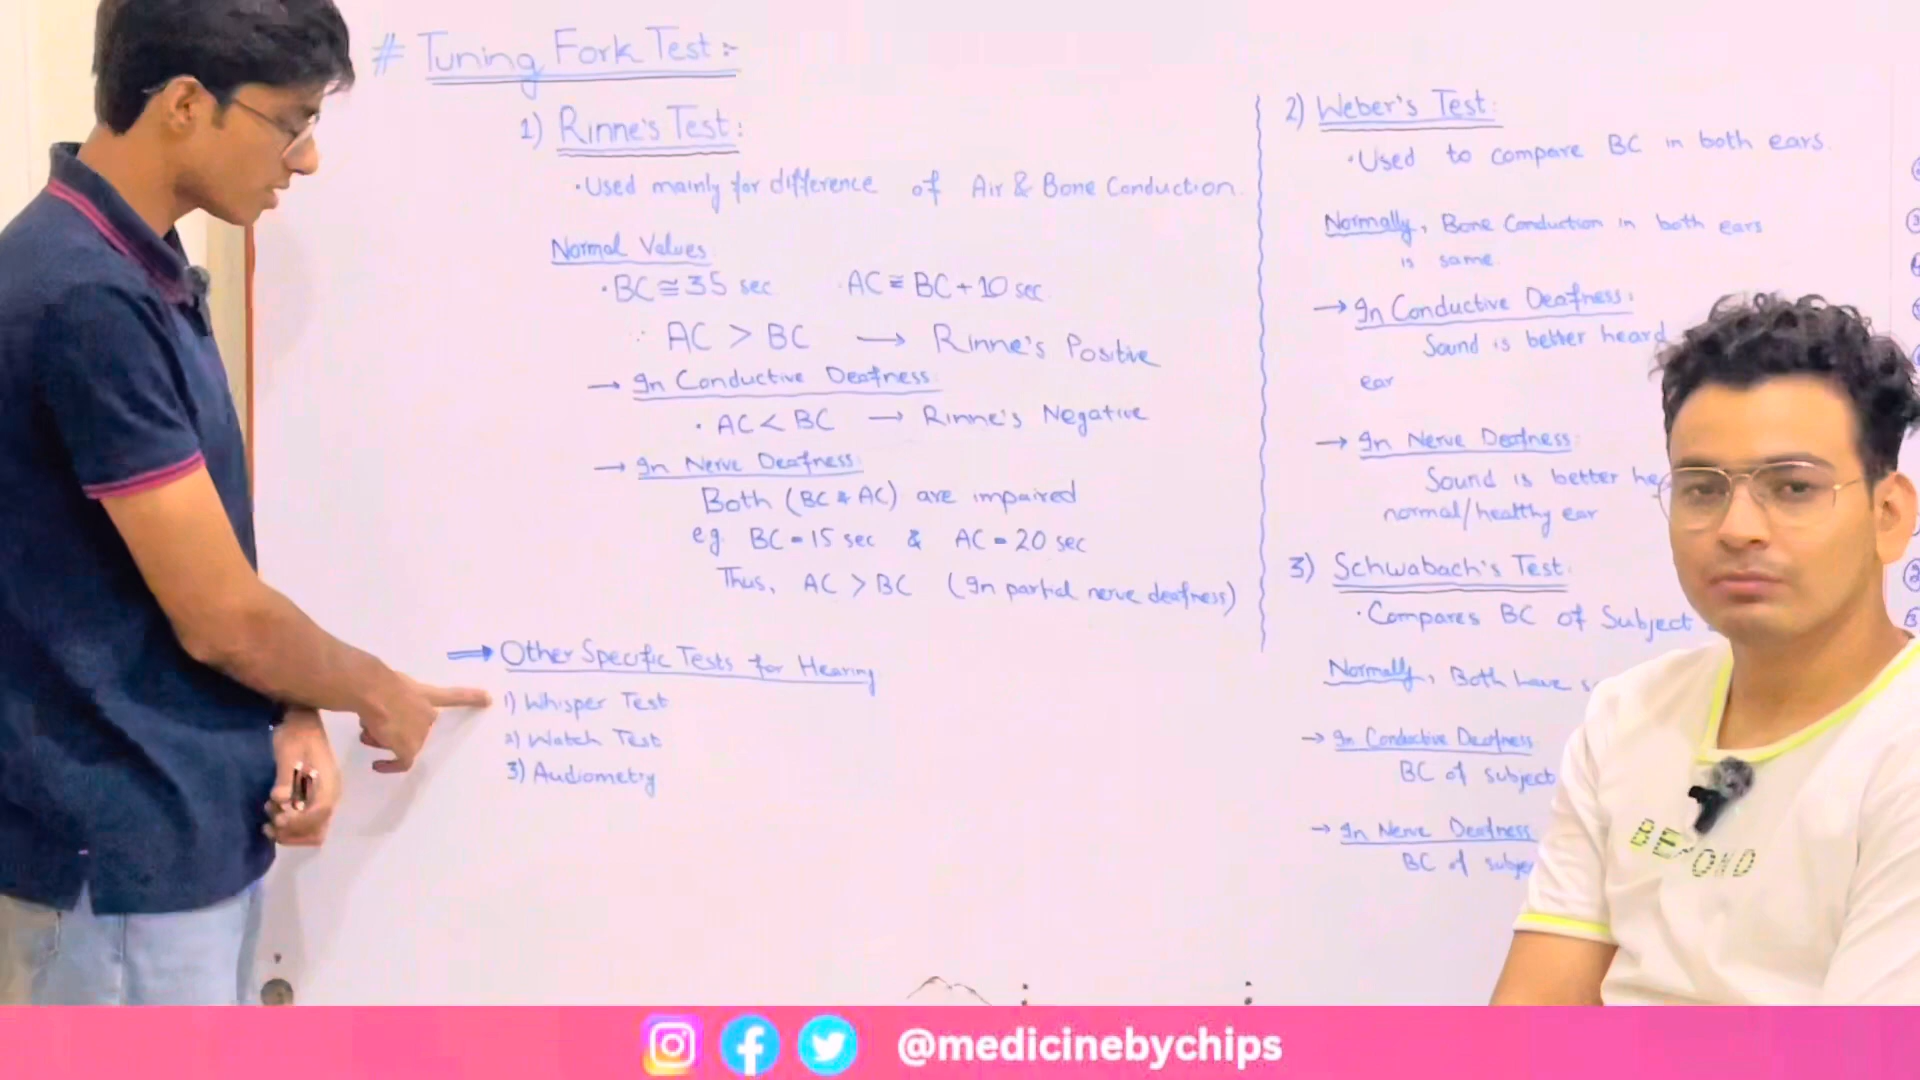 # Tuning Fork Test :-
1) Rinne's Test :
• Used mainly for difference of Air & Bone Conduction
Normal Values
• BC ≅ 35 sec • AC ≅ BC + 10 sec
∵ AC > BC → Rinne's Positive
→ In Conductive Deafness
• AC < BC → Rinne's Negative
→ In Nerve Deafness:
Both (BC & AC) are impaired
eg. BC = 15 sec & AC = 20 sec
Thus, AC > BC (In partial nerve deafness)
→ Other Specific Tests for Hearing
1) Whisper Test
2) Watch Test
3) Audiometry
2) Weber's Test:
• Used to compare BC in both ears.
Normally, Bone Conduction in both ears
is same.
→ In Conductive Deafness:
Sound is better heard
ear
→ In Nerve Deafness:
Sound is better
normal/healthy ear
3) Schwabach's Test:
• Compares BC of Subject
Normally, Both have
→ In Conductive Deafness
BC of subject
→ In Nerve Deafness
BC of
BEYOND
@medicinebychips